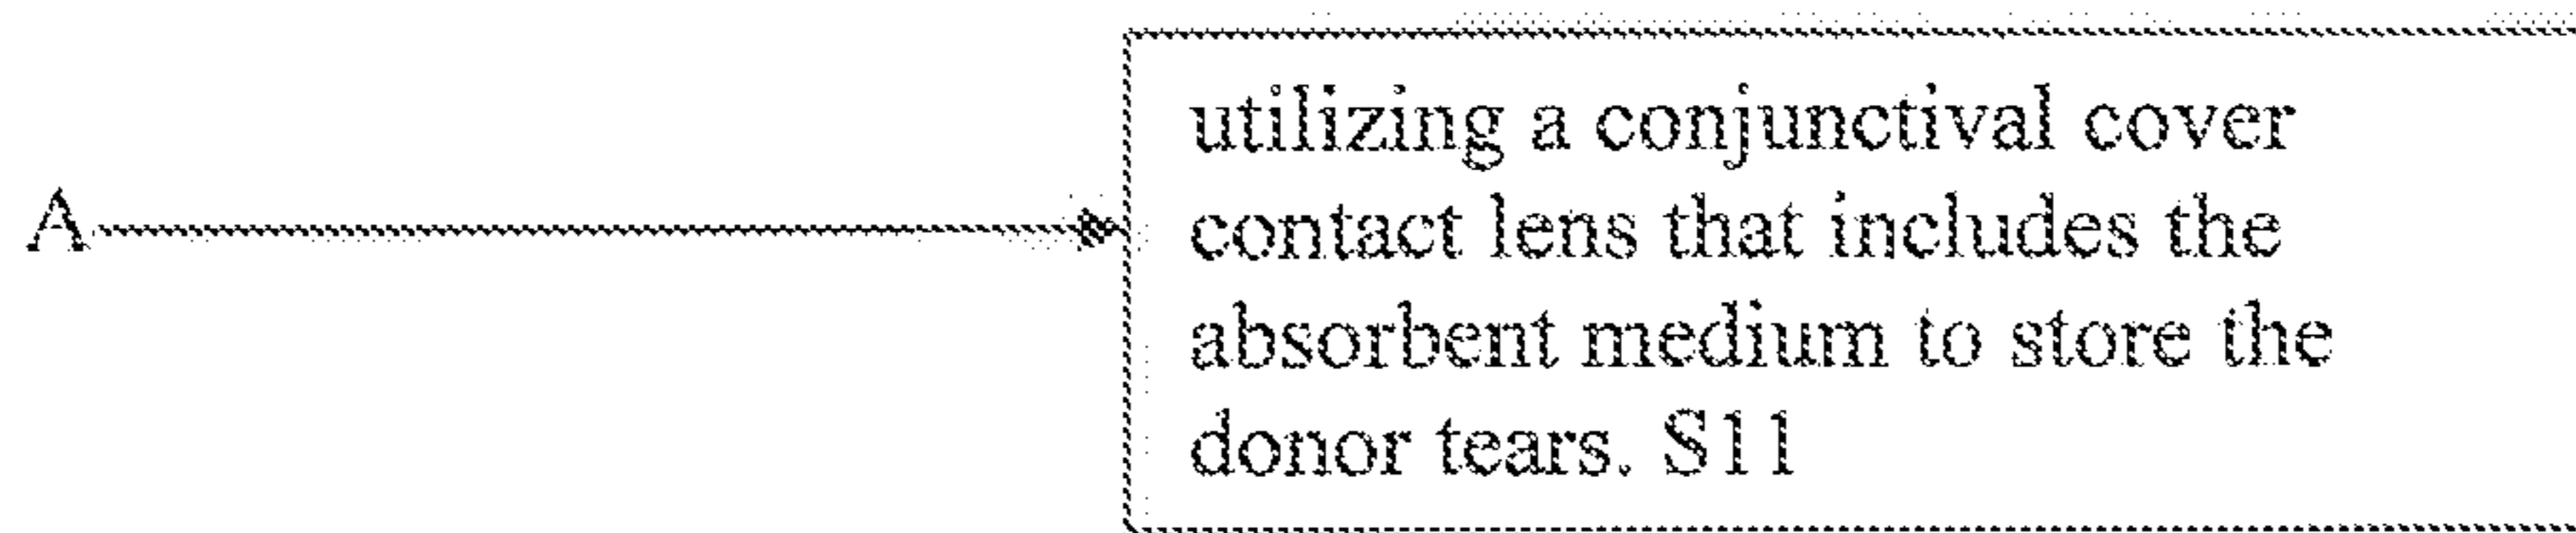 utilizing a conjunctival cover
A contact lens that includes the
absorbent medium to store the
donor tears. S11